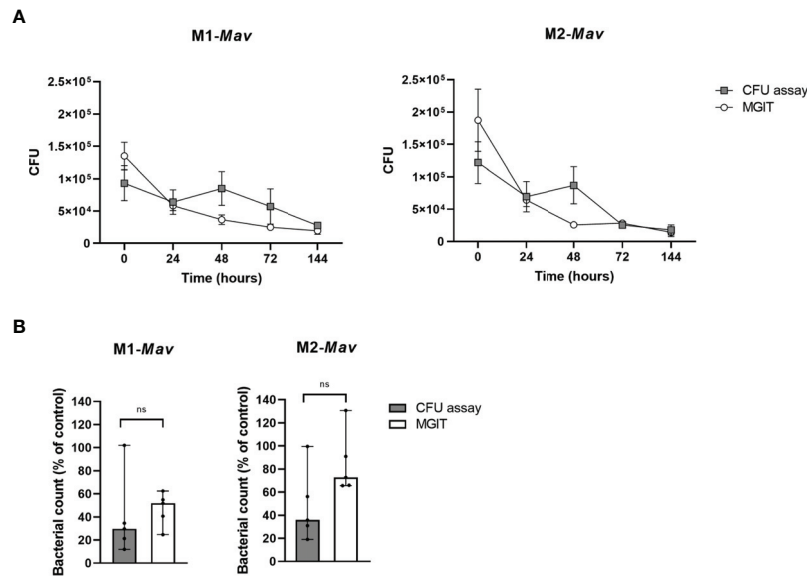 A
M1-Mav
M2-Mav
2.5×10⁵
2.0×10⁵
1.5×10⁵
1.0×10⁵
5×10⁴
0
CFU
0 24 48 72 144
Time (hours)
2.5×10⁵
2.0×10⁵
1.5×10⁵
1.0×10⁵
5×10⁴
0
CFU
0 24 48 72 144
Time (hours)
CFU assay
MGIT
B
M1-Mav
M2-Mav
Bacterial count (% of control)
140
120
100
80
60
40
20
0
ns
Bacterial count (% of control)
140
120
100
80
60
40
20
0
ns
CFU assay
MGIT